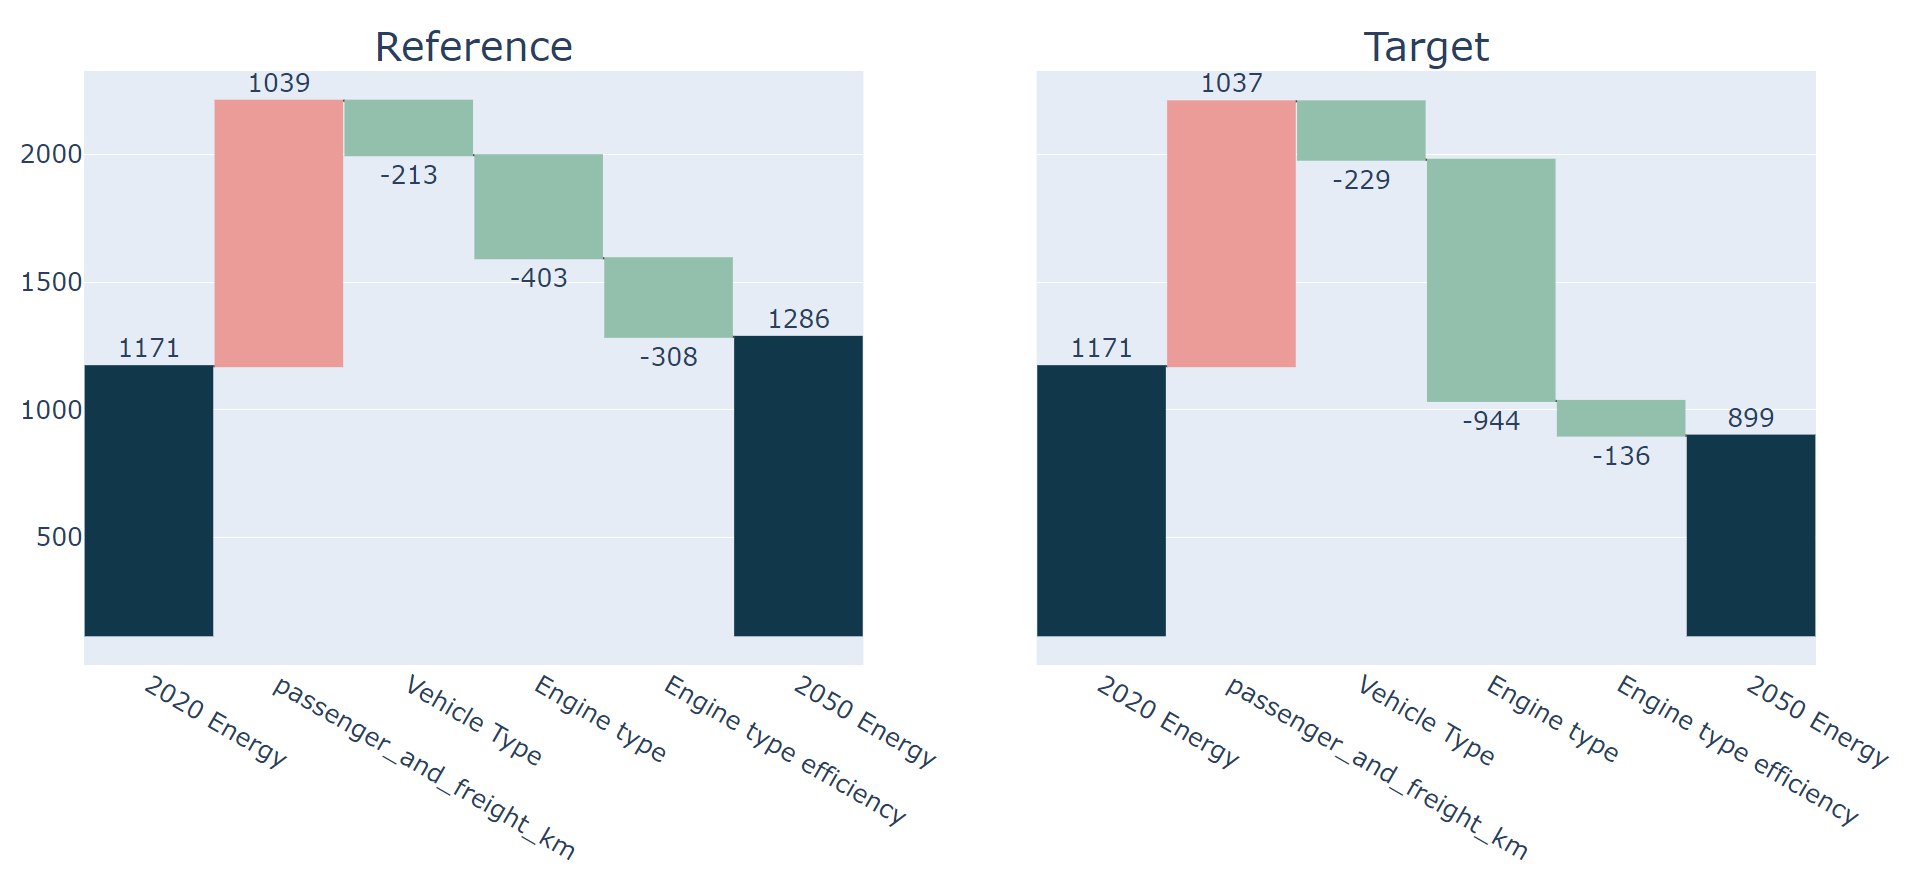 Reference
1039
2000
-213
1500
-403
1286
1171
-308
1000
500
2020 Energy
passenger_and_freight_km
Vehicle Type
Engine type
Engine type efficiency
2050 Energy
Target
1037
-229
1171
-944
899
-136
2020 Energy
passenger_and_freight_km
Vehicle Type
Engine type
Engine type efficiency
2050 Energy